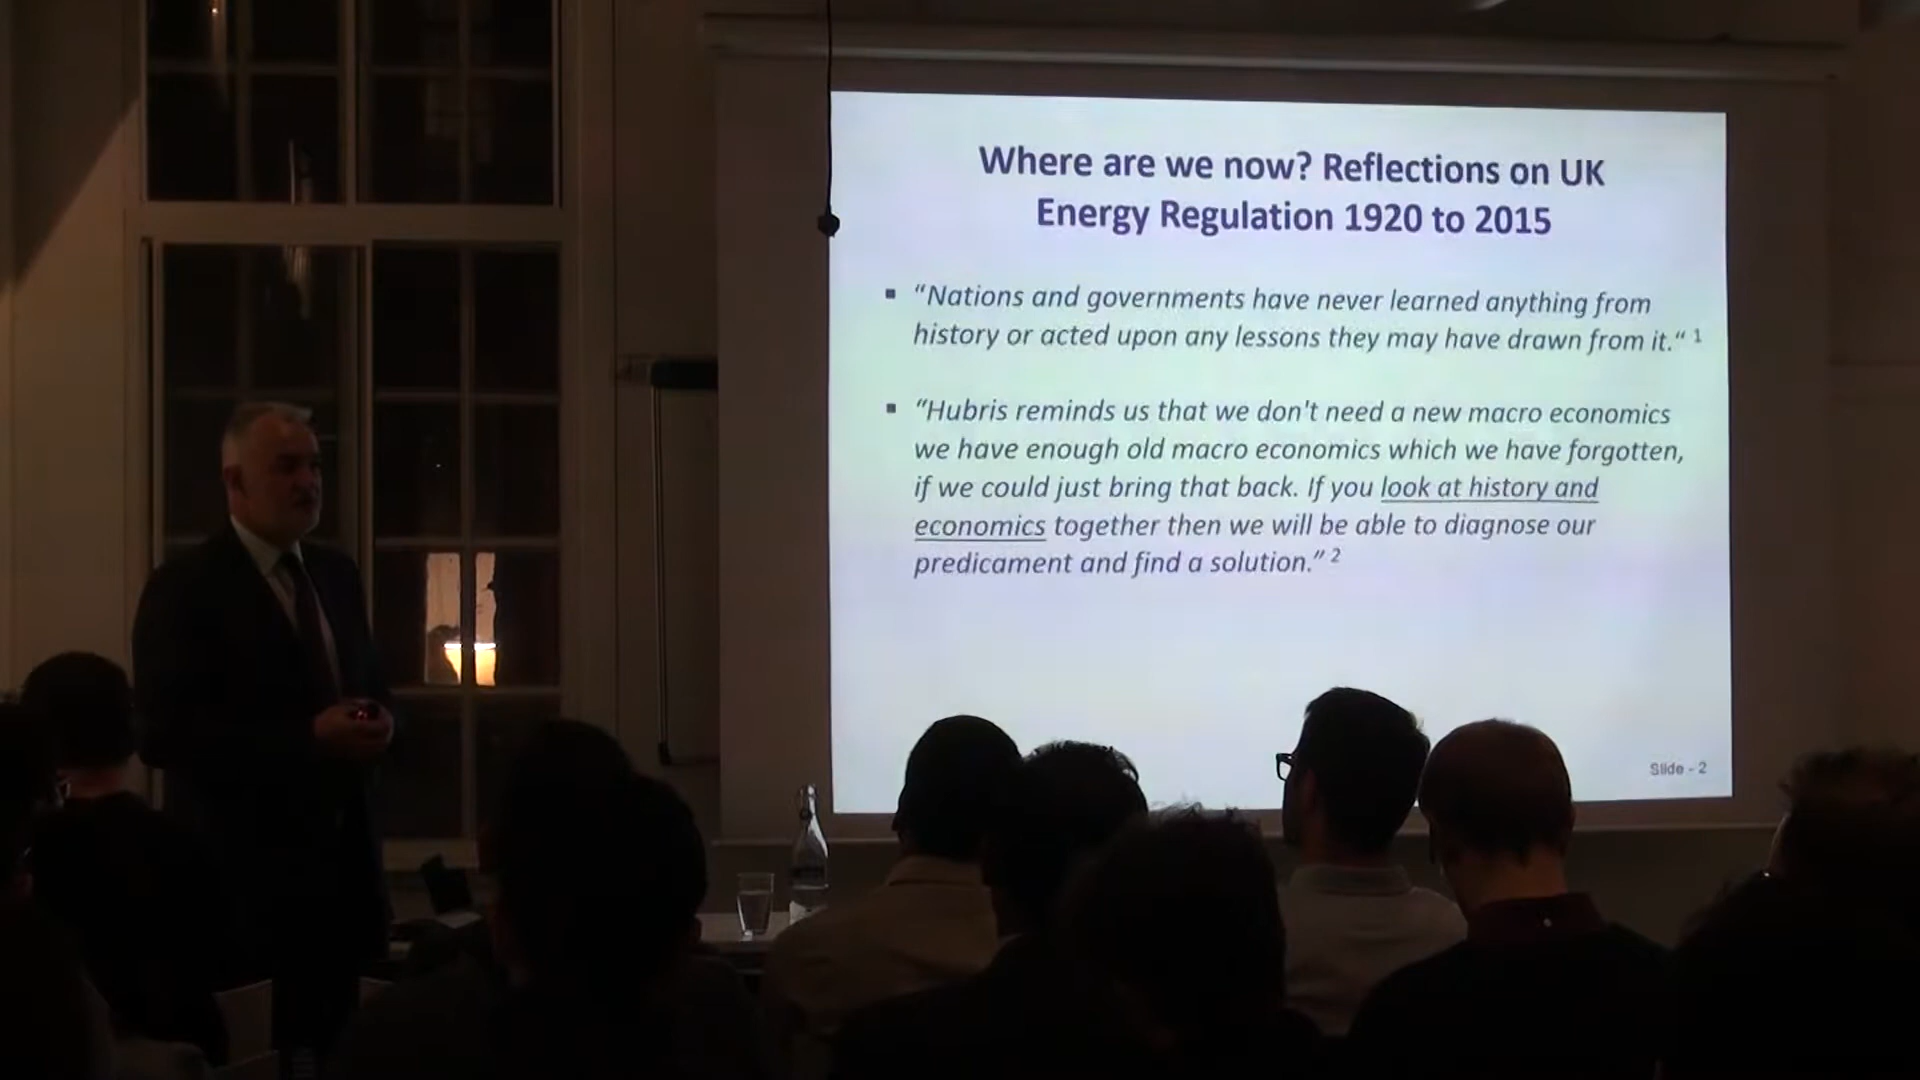 Where are we now? Reflections on UK
Energy Regulation 1920 to 2015
▪ “Nations and governments have never learned anything from
history or acted upon any lessons they may have drawn from it.“ 1
▪ “Hubris reminds us that we don't need a new macro economics
we have enough old macro economics which we have forgotten,
if we could just bring that back. If you look at history and
economics together then we will be able to diagnose our
predicament and find a solution.” 2
Slide - 2